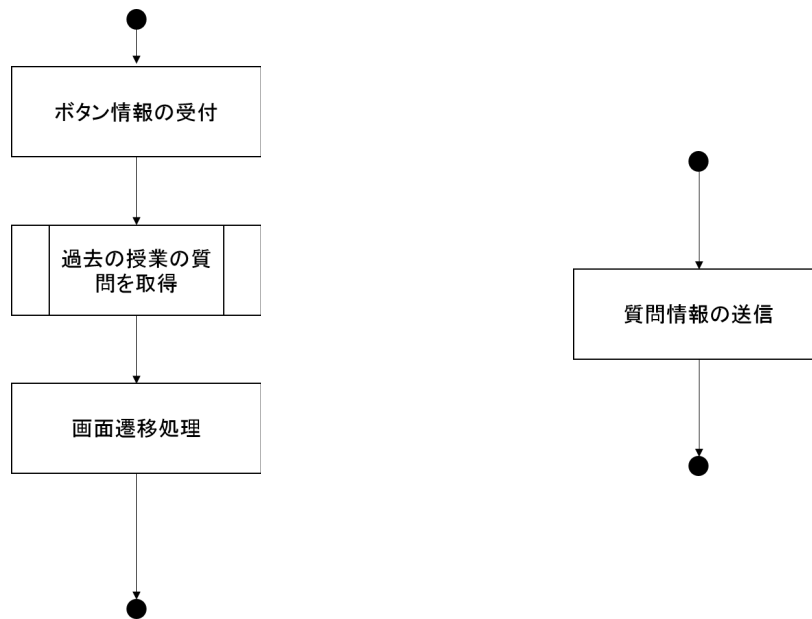 ボタン情報の受付
過去の授業の質
問を取得
画面遷移処理
質問情報の送信